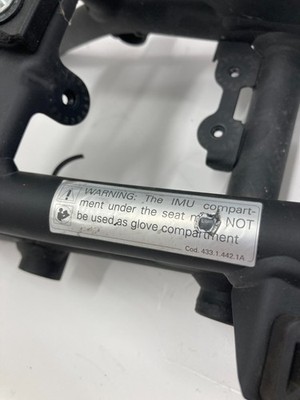 WARNING: The IMU compart-
ment under the seat NOT
be used as glove compartment
Cod. 433.1.442.1A